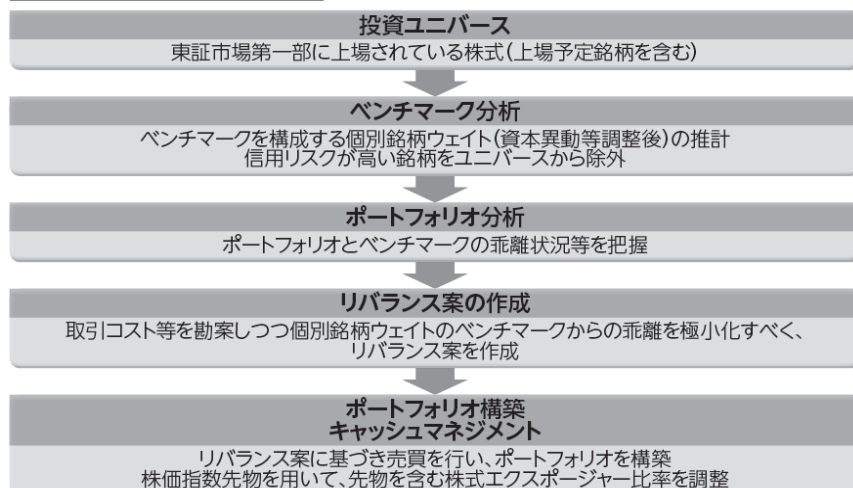 投資ユニバース
東証市場第一部に上場されている株式(上場予定銘柄を含む)
ベンチマーク分析
ベンチマークを構成する個別銘柄ウェイト(資本異動等調整後)の推計
信用リスクが高い銘柄をユニバースから除外
ポートフォリオ分析
ポートフォリオとベンチマークの乖離状況等を把握
リバランス案の作成
取引コスト等を勘案しつつ個別銘柄ウェイトのベンチマークからの乖離を極小化すべく、
リバランス案を作成
ポートフォリオ構築
キャッシュマネジメント
リバランス案に基づき売買を行い、ポートフォリオを構築
株価指数先物を用いて、先物を含む株式エクスポージャー比率を調整